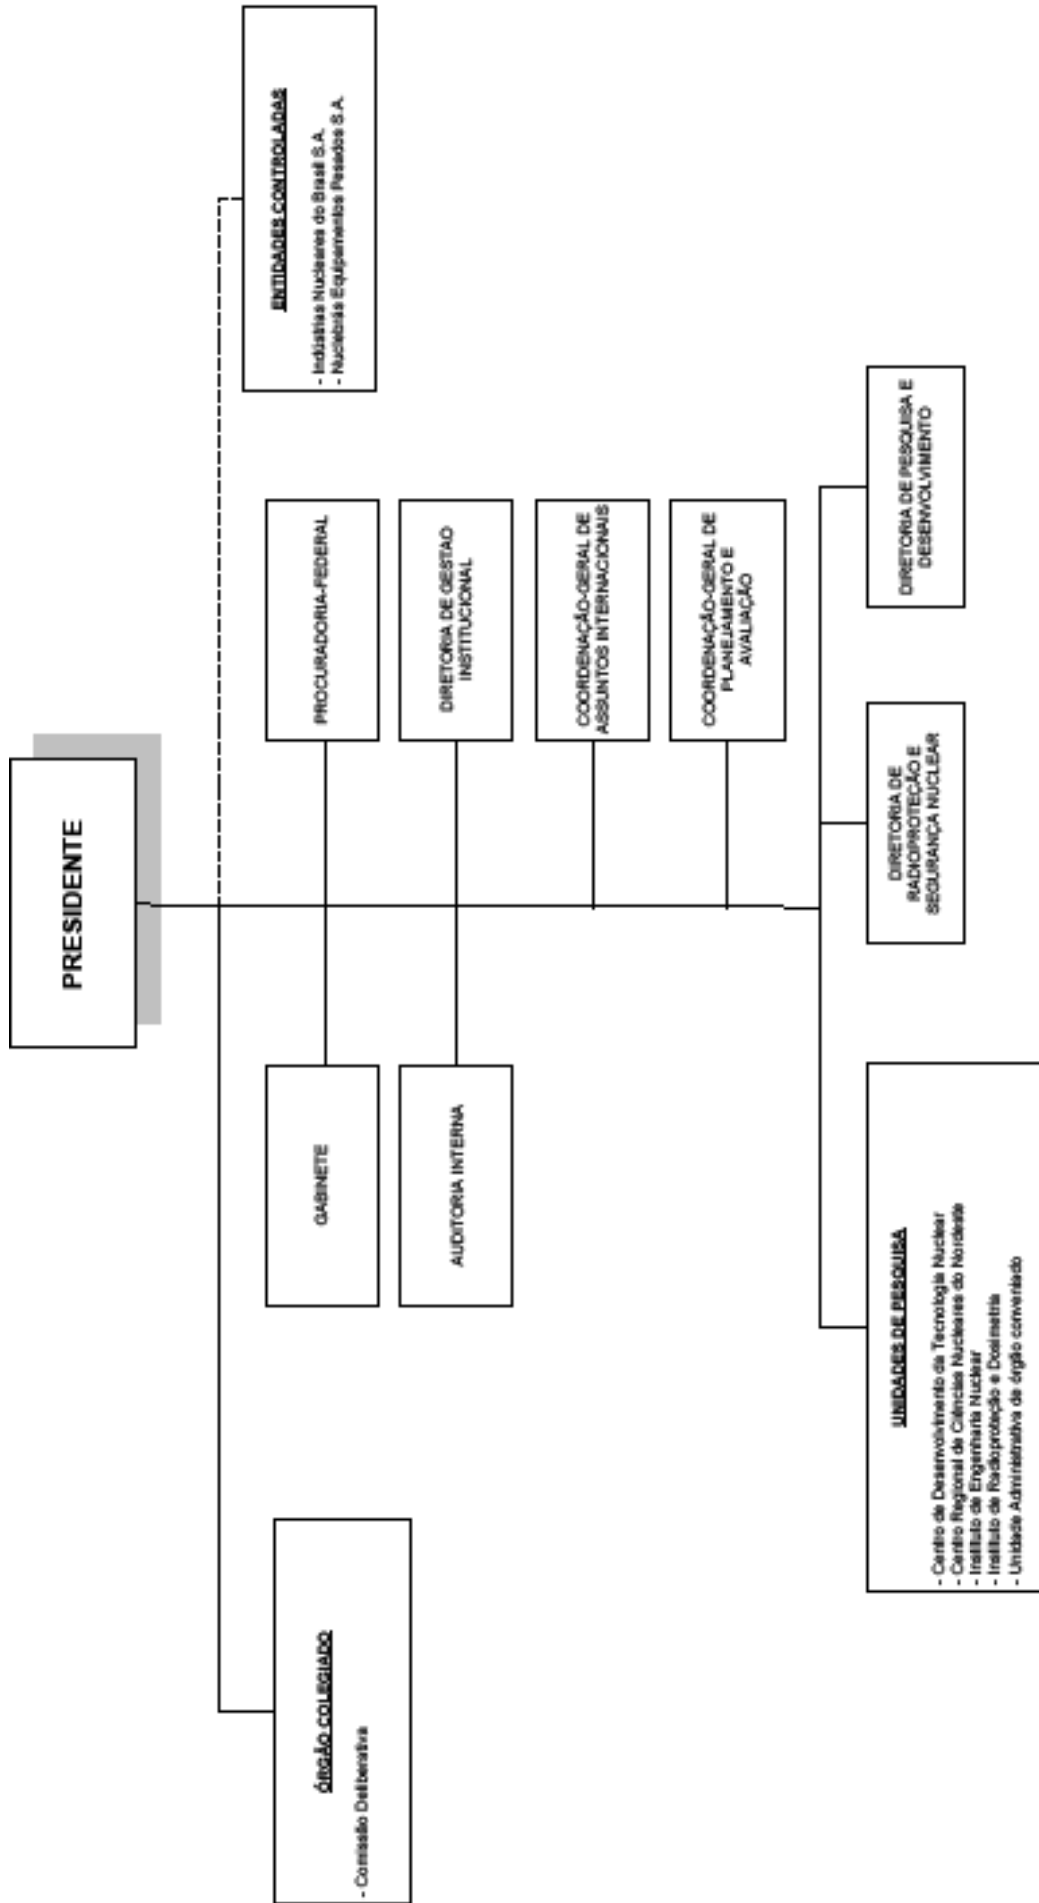 PRESIDENTE
ÓRGÃO COLEGIADO
- Comissão Deliberativa
ENTIDADES CONTROLADAS
- Indústrias Nucleares do Brasil S.A.
- Nuclebrás Equipamentos Pesados S.A.
GABINETE
PROCURADORIA-FEDERAL
AUDITORIA INTERNA
DIRETORIA DE GESTAO
INSTITUCIONAL
COORDENAÇÃO-GERAL DE
ASSUNTOS INTERNACIONAIS
COORDENAÇÃO-GERAL DE
PLANEJAMENTO E
AVALIAÇÃO
UNIDADES DE PESQUISA
- Centro de Desenvolvimento da Tecnologia Nuclear
- Centro Regional de Ciências Nucleares do Nordeste
- Instituto de Engenharia Nuclear
- Instituto de Radioproteção e Dosimetria
- Unidade Administrativa de órgão conveniado
DIRETORIA DE
RADIOPROTEÇÃO E
SEGURANÇA NUCLEAR
DIRETORIA DE PESQUISA E
DESENVOLVIMENTO